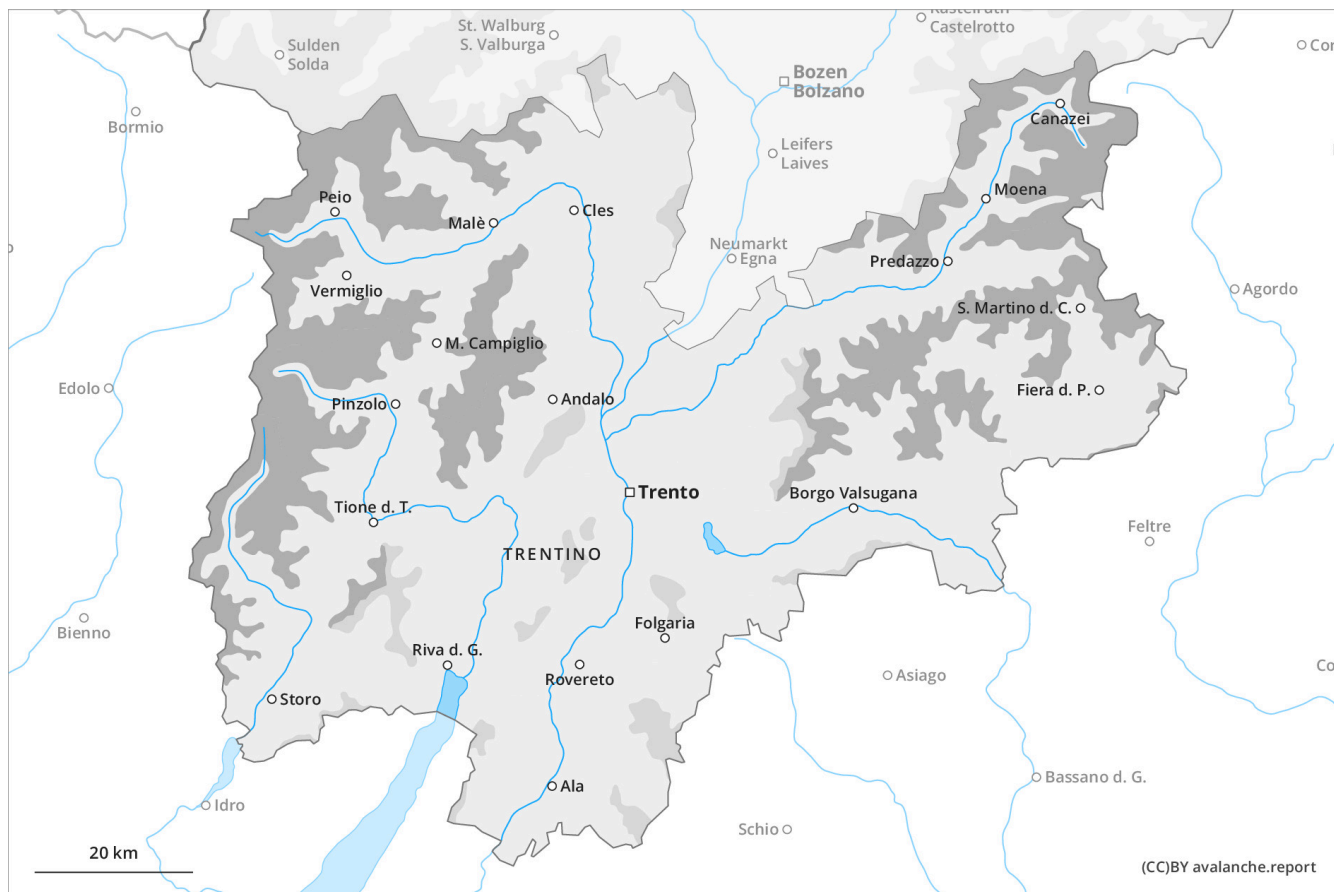 Kastelruth
Castelrotto
St. Walburg
S. Valburga
Sulden
Solda
Cor
Bozen
Bolzano
Bormio
Canazei
Leifers
Laives
Moena
Peio
Malè
Cles
Neumarkt
Egna
Predazzo
Vermiglio
Agordo
S. Martino d. C.
M. Campiglio
Edolo
Fiera d. P.
Pinzolo
Andalo
Trento
Borgo Valsugana
Tione d. T.
Feltre
TRENTINO
Bienno
Folgaria
Riva d. G.
Rovereto
Asiago
Co
Storo
Bassano d. G.
Ala
Idro
Schio
20 km
(CC)BY avalanche.report